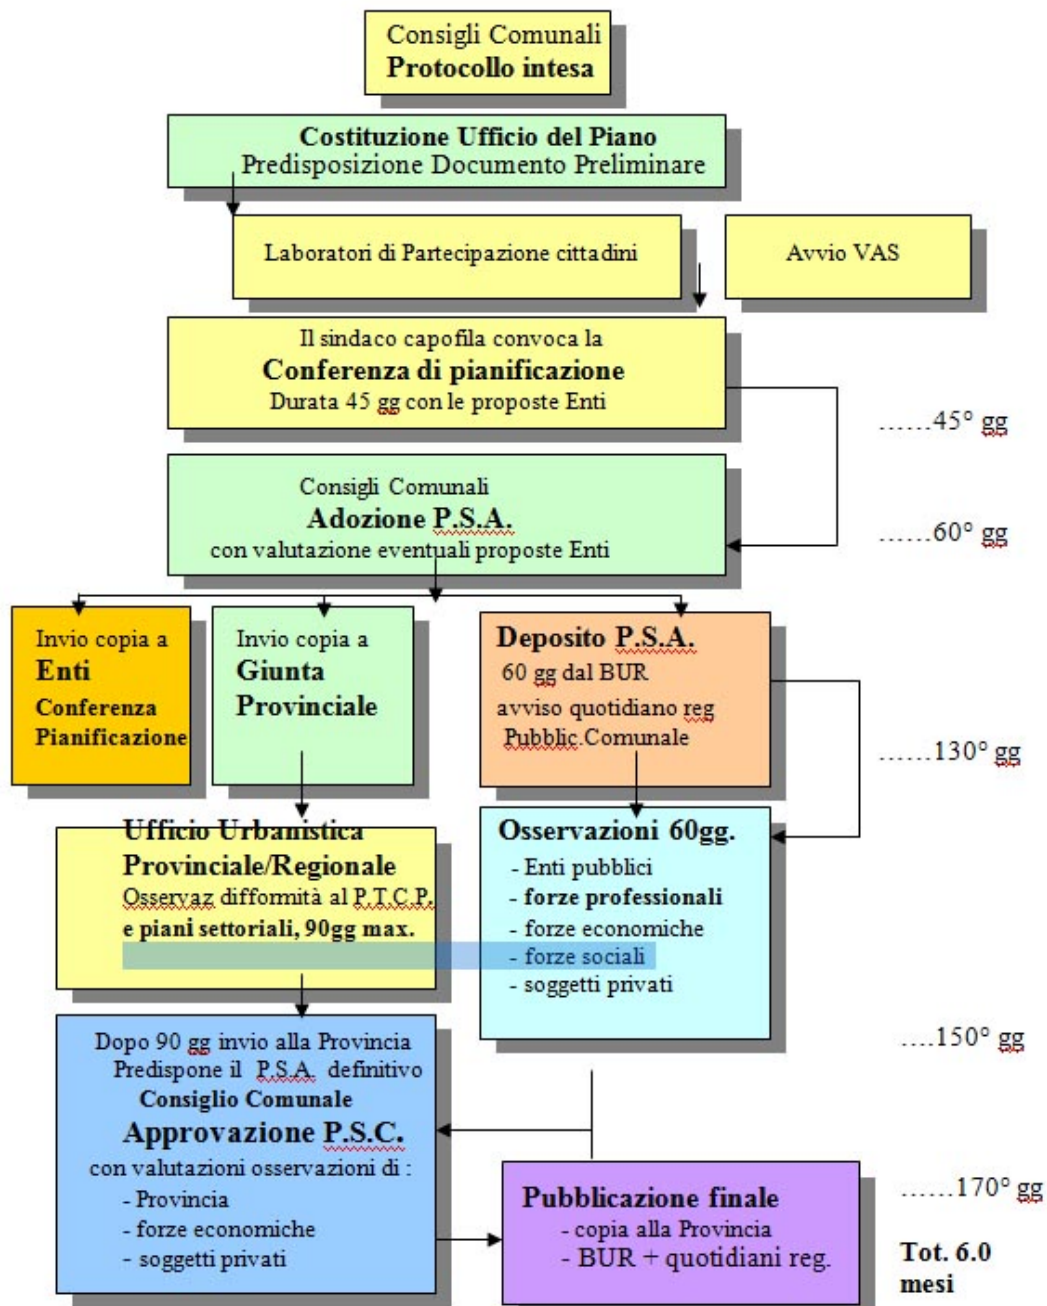 Consigli Comunali
Protocollo intesa
Costituzione Ufficio del Piano
Predisposizione Documento Preliminare
Laboratori di Partecipazione cittadini
Avvio VAS
Il sindaco capofila convoca la
Conferenza di pianificazione
Durata 45 gg con le proposte Enti
......45° gg
Consigli Comunali
Adozione P.S.A.
con valutazione eventuali proposte Enti
......60° gg
Invio copia a
Enti
Conferenza
Pianificazione
Invio copia a
Giunta
Provinciale
Deposito P.S.A.
60 gg dal BUR
avviso quotidiano reg
Pubblic.Comunale
......130° gg
Ufficio Urbanistica
Provinciale/Regionale
Osservaz difformità al P.T.C.P.
e piani settoriali, 90gg max.
Osservazioni 60gg.
- Enti pubblici
- forze professionali
- forze economiche
- forze sociali
- soggetti privati
....150° gg
Dopo 90 gg invio alla Provincia
Predispone il P.S.A. definitivo
Consiglio Comunale
Approvazione P.S.C.
con valutazioni osservazioni di :
- Provincia
- forze economiche
- soggetti privati
Pubblicazione finale
- copia alla Provincia
- BUR + quotidiani reg.
......170° gg
Tot. 6.0
mesi